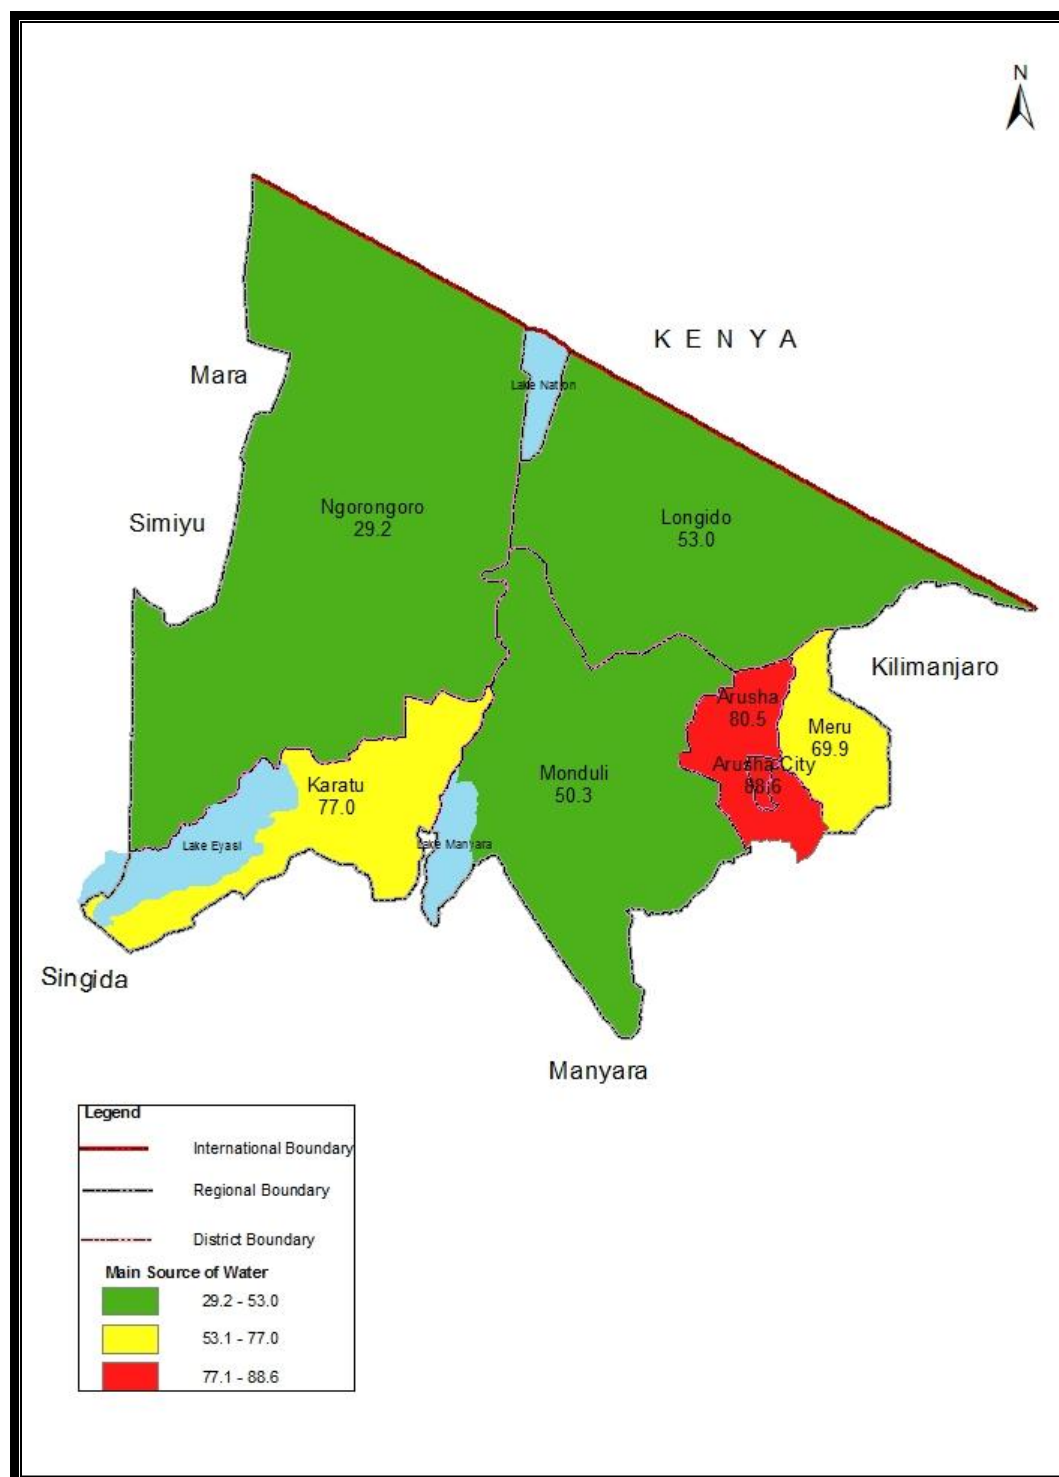 N
K E N Y A
Mara
Lake Nation
Ngorongoro
29.2
Longido
53.0
Simiyu
Kilimanjaro
Arusha
80.5
Meru
69.9
Karatu
77.0
Monduli
50.3
Arusha City
88.6
Lake Eyasi
Lake Manyara
Singida
Manyara
Legend
International Boundary
Regional Boundary
District Boundary
Main Source of Water
29.2 - 53.0
53.1 - 77.0
77.1 - 88.6